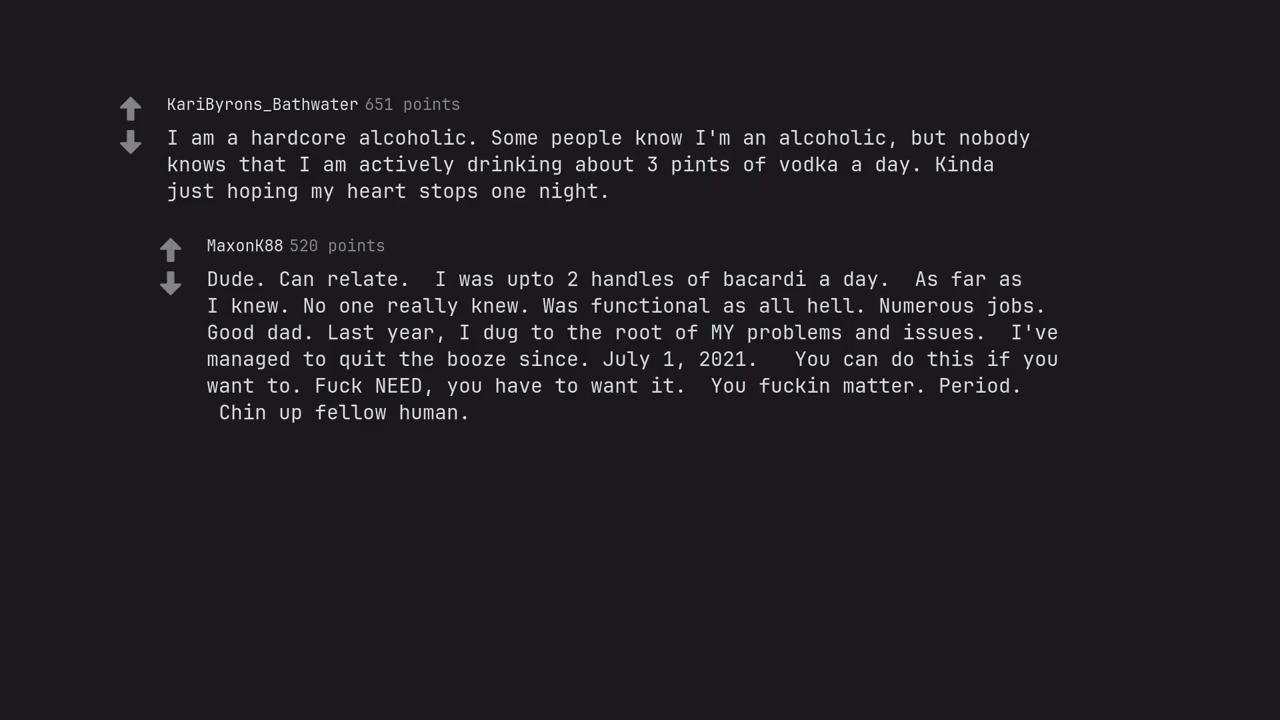 KariByrons_Bathwater 651 points
I am a hardcore alcoholic. Some people know I'm an alcoholic, but nobody
knows that I am actively drinking about 3 pints of vodka a day. Kinda
just hoping my heart stops one night.
MaxonK88 520 points
Dude. Can relate.  I was upto 2 handles of bacardi a day.  As far as
I knew. No one really knew. Was functional as all hell. Numerous jobs.
Good dad. Last year, I dug to the root of MY problems and issues.  I've
managed to quit the booze since. July 1, 2021.   You can do this if you
want to. Fuck NEED, you have to want it.  You fuckin matter. Period.
Chin up fellow human.